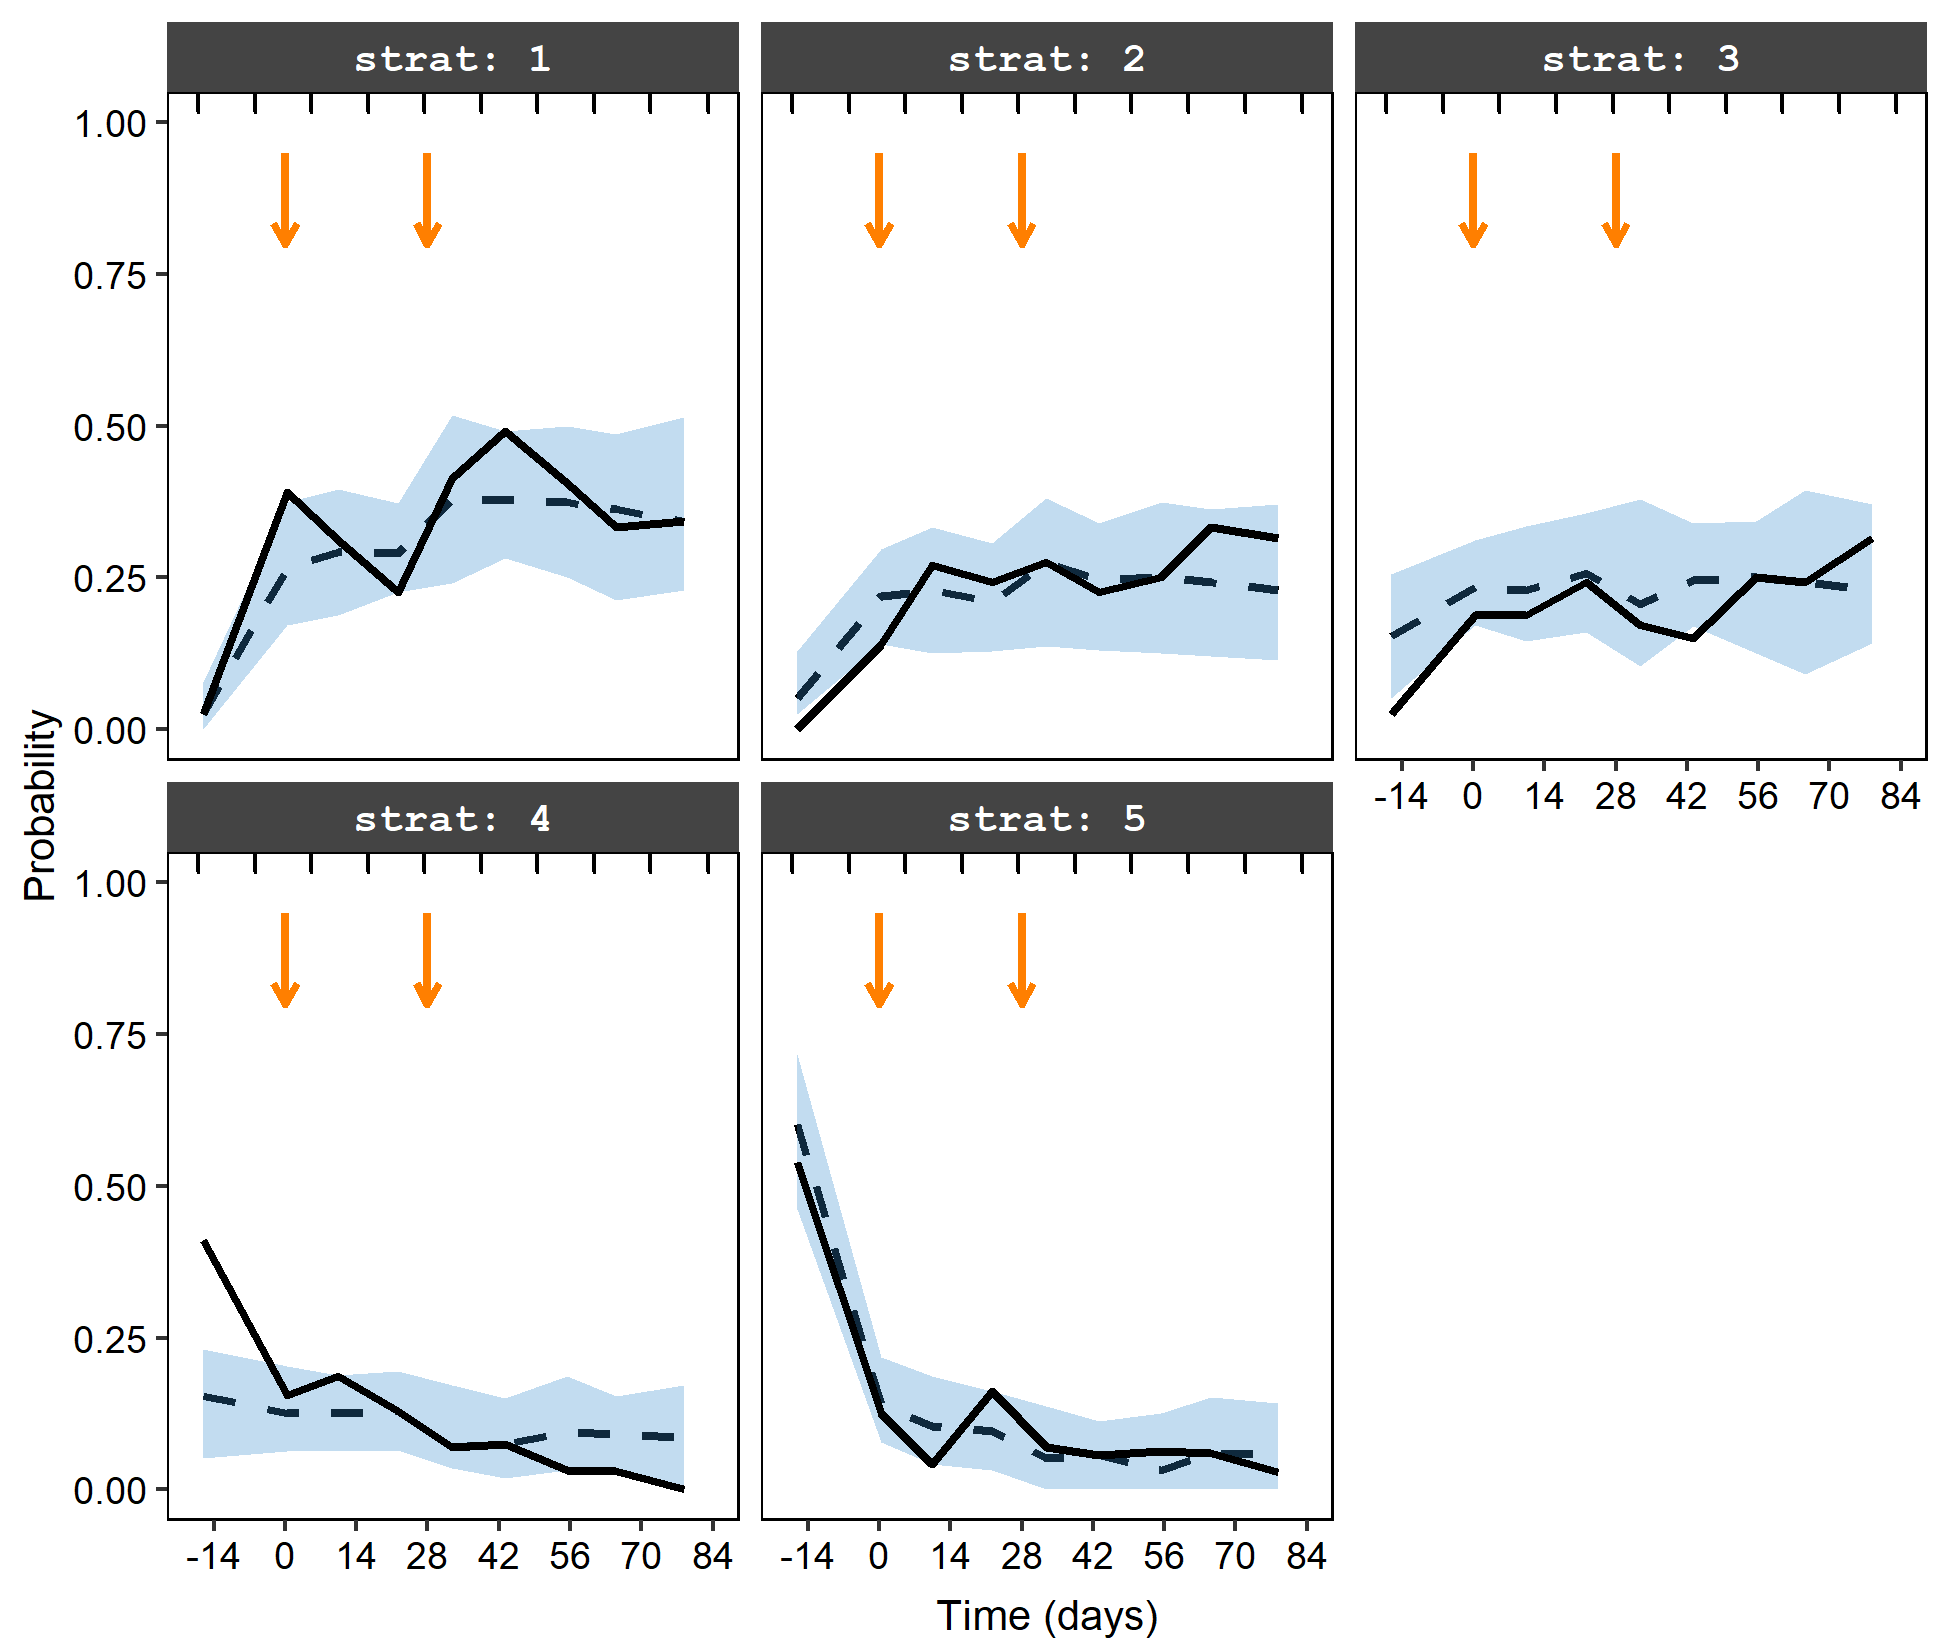 strat: 1
strat: 2
strat: 3
1.00
0.75
0.50
0.25
0.00
-14 0 14 28 42 56 70 84
Probability
strat: 4
strat: 5
1.00
0.75
0.50
0.25
0.00
-14 0 14 28 42 56 70 84
-14 0 14 28 42 56 70 84
Time (days)